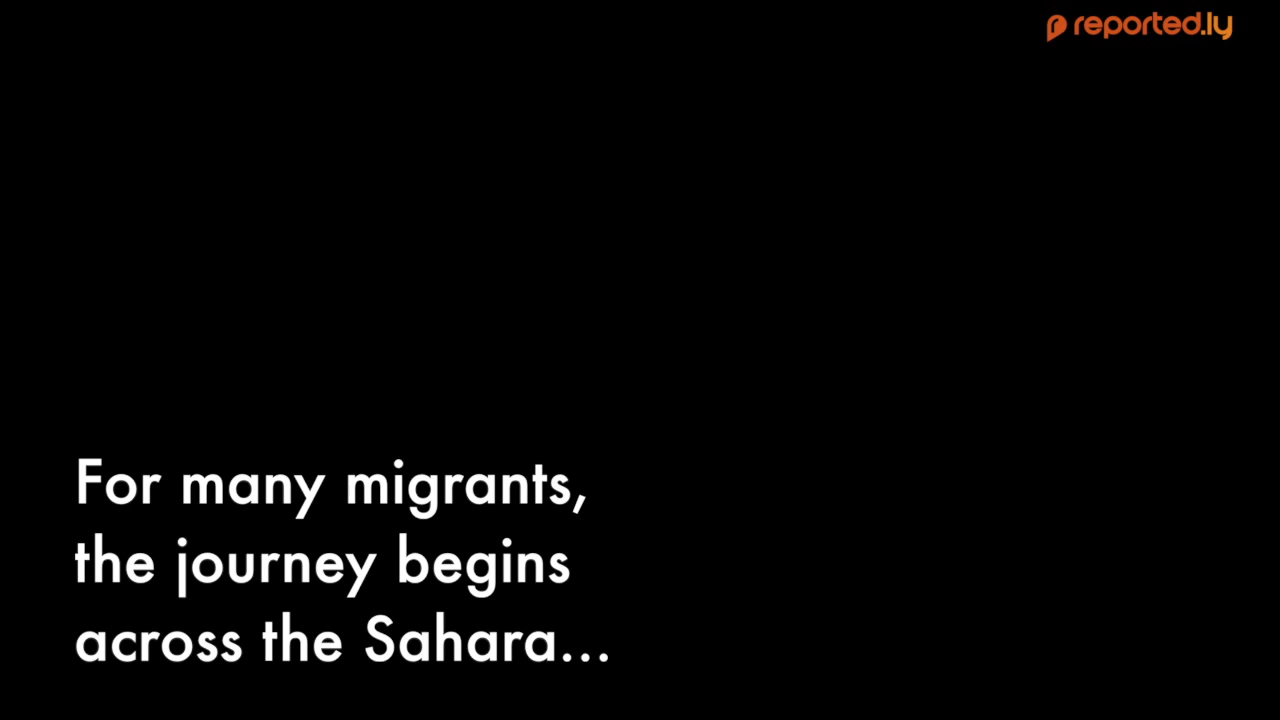 reported.ly
For many migrants,
the journey begins
across the Sahara...